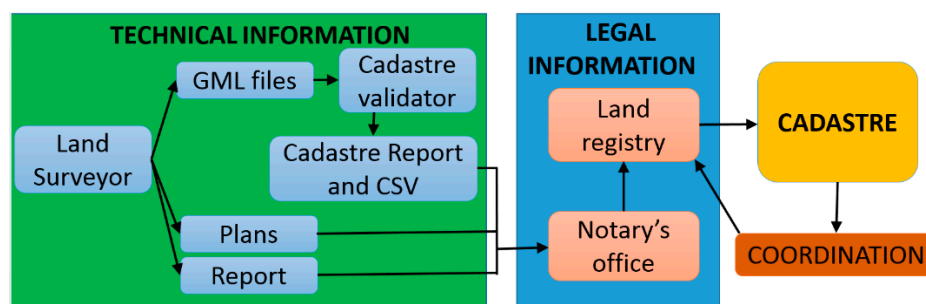 TECHNICAL INFORMATION
GML files
Cadastre
validator
Land
Surveyor
Cadastre Report
and CSV
Plans
Report
LEGAL
INFORMATION
Land
registry
Notary's
office
CADASTRE
COORDINATION